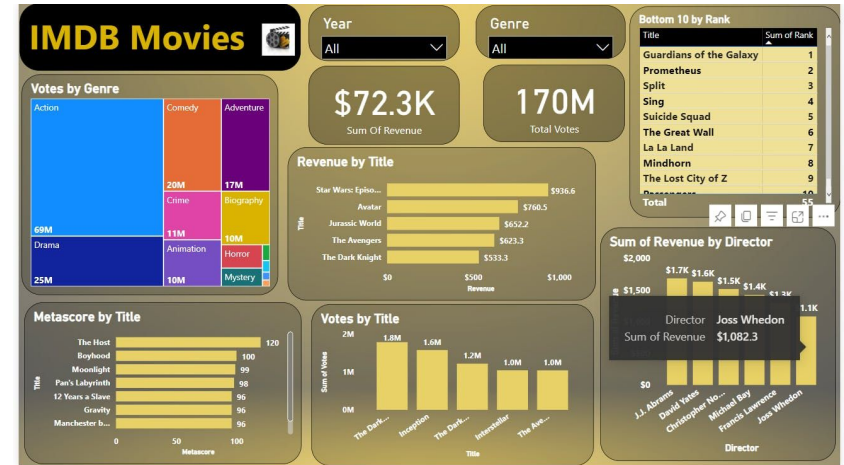 IMDB Movies
Year
All
Genre
All
$72.3K
Sum Of Revenue
170M
Total Votes
Bottom 10 by Rank
Title Sum of Rank
Guardians of the Galaxy 1
Prometheus 2
Split 3
Sing 4
Suicide Squad 5
The Great Wall 6
La La Land 7
Mindhorn 8
The Lost City of Z 9
Total 55
Votes by Genre
Action
69M
Comedy
20M
Adventure
17M
Crime
11M
Biography
10M
Drama
25M
Animation
10M
Horror
Mystery
Revenue by Title
Title
Star Wars: Episo... $936.6
Avatar $760.5
Jurassic World $652.2
The Avengers $623.3
The Dark Knight $533.3
$0 $500 $1,000
Revenue
Metascore by Title
Title
The Host 120
Boyhood 100
Moonlight 99
Pan's Labyrinth 98
12 Years a Slave 96
Gravity 96
Manchester b... 96
0 50 100
Metascore
Votes by Title
Sum of Votes
2M
1M
0M
1.8M 1.6M 1.2M 1.0M 1.0M
The Dark... Inception The Dark... Interstellar The Ave...
Title
Sum of Revenue by Director
$2,000
$1,500
$0
$1.7K $1.6K $1.5K $1.4K $1.3K 1.1K
Director Joss Whedon
Sum of Revenue $1,082.3
J.J. Abrams David Yates Christopher No... Michael Bay Francis Lawrence Joss Whedon
Director